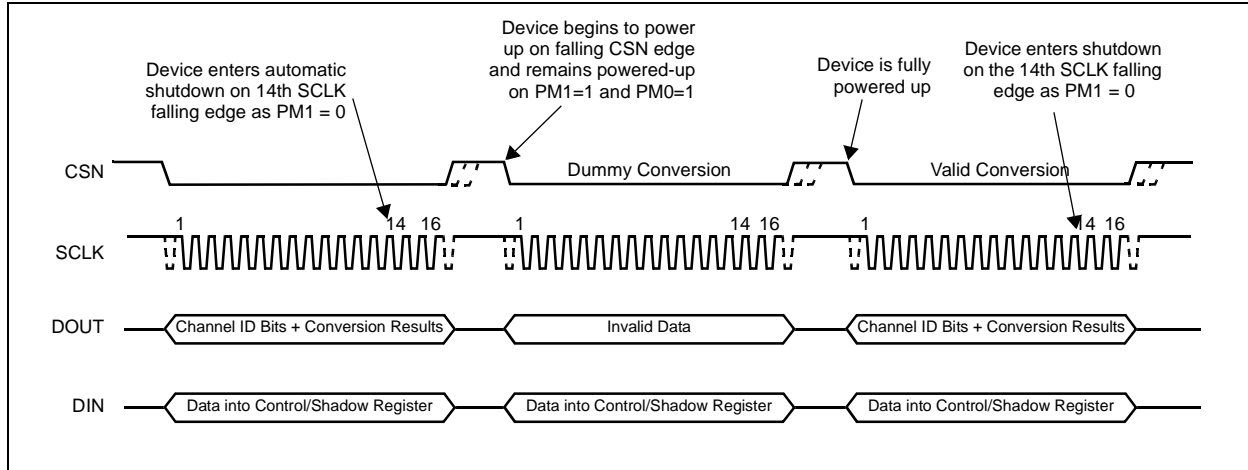 Device enters automatic
shutdown on 14th SCLK
falling edge as PM1 = 0
Device begins to power
up on falling CSN edge
and remains powered-up
on PM1=1 and PM0=1
Device is fully
powered up
Device enters shutdown
on the 14th SCLK falling
edge as PM1 = 0
CSN
Dummy Conversion
Valid Conversion
1 14 16 1 14 16 1 14 16
SCLK
DOUT
Channel ID Bits + Conversion Results
Invalid Data
Channel ID Bits + Conversion Results
DIN
Data into Control/Shadow Register
Data into Control/Shadow Register
Data into Control/Shadow Register